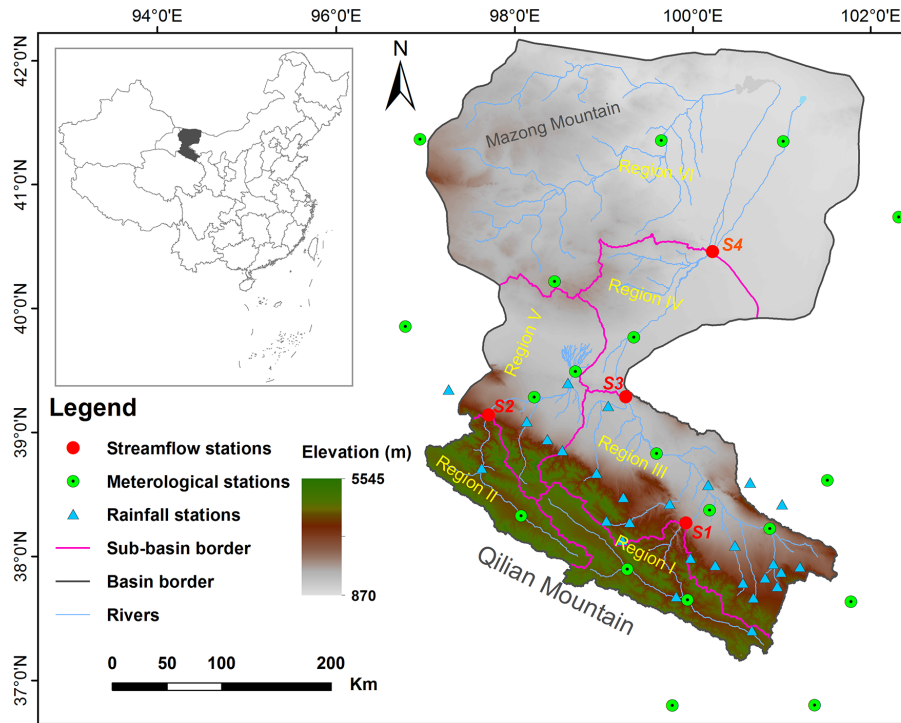 94°0'E 96°0'E 98°0'E 100°0'E 102°0'E
42°0'N
41°0'N
40°0'N
39°0'N
38°0'N
37°0'N
N
Mazong Mountain
Region VI
S4
Region IV
Region V
S3
S2
Region III
Region II
S1
Region I
Qilian Mountain
Legend
Streamflow stations
Meterological stations
Rainfall stations
Sub-basin border
Basin border
Rivers
Elevation (m)
5545
870
0 50 100 200
Km